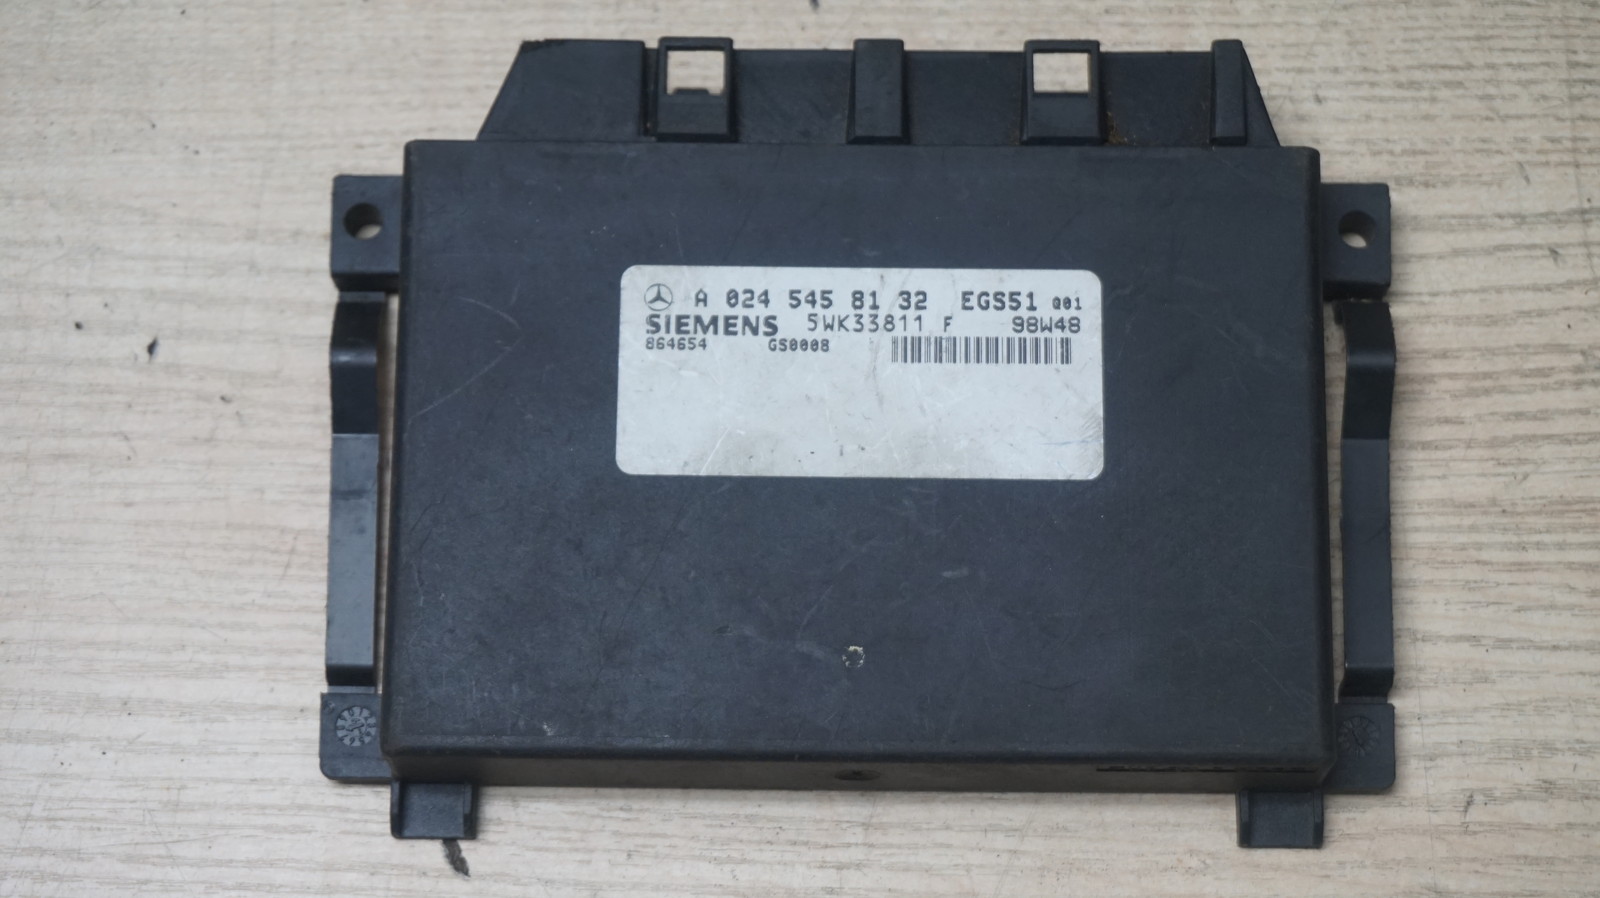 A 024 545 81 32 EGS51 Q01
SIEMENS 5WK33811 F 98W48
864654 GS0008